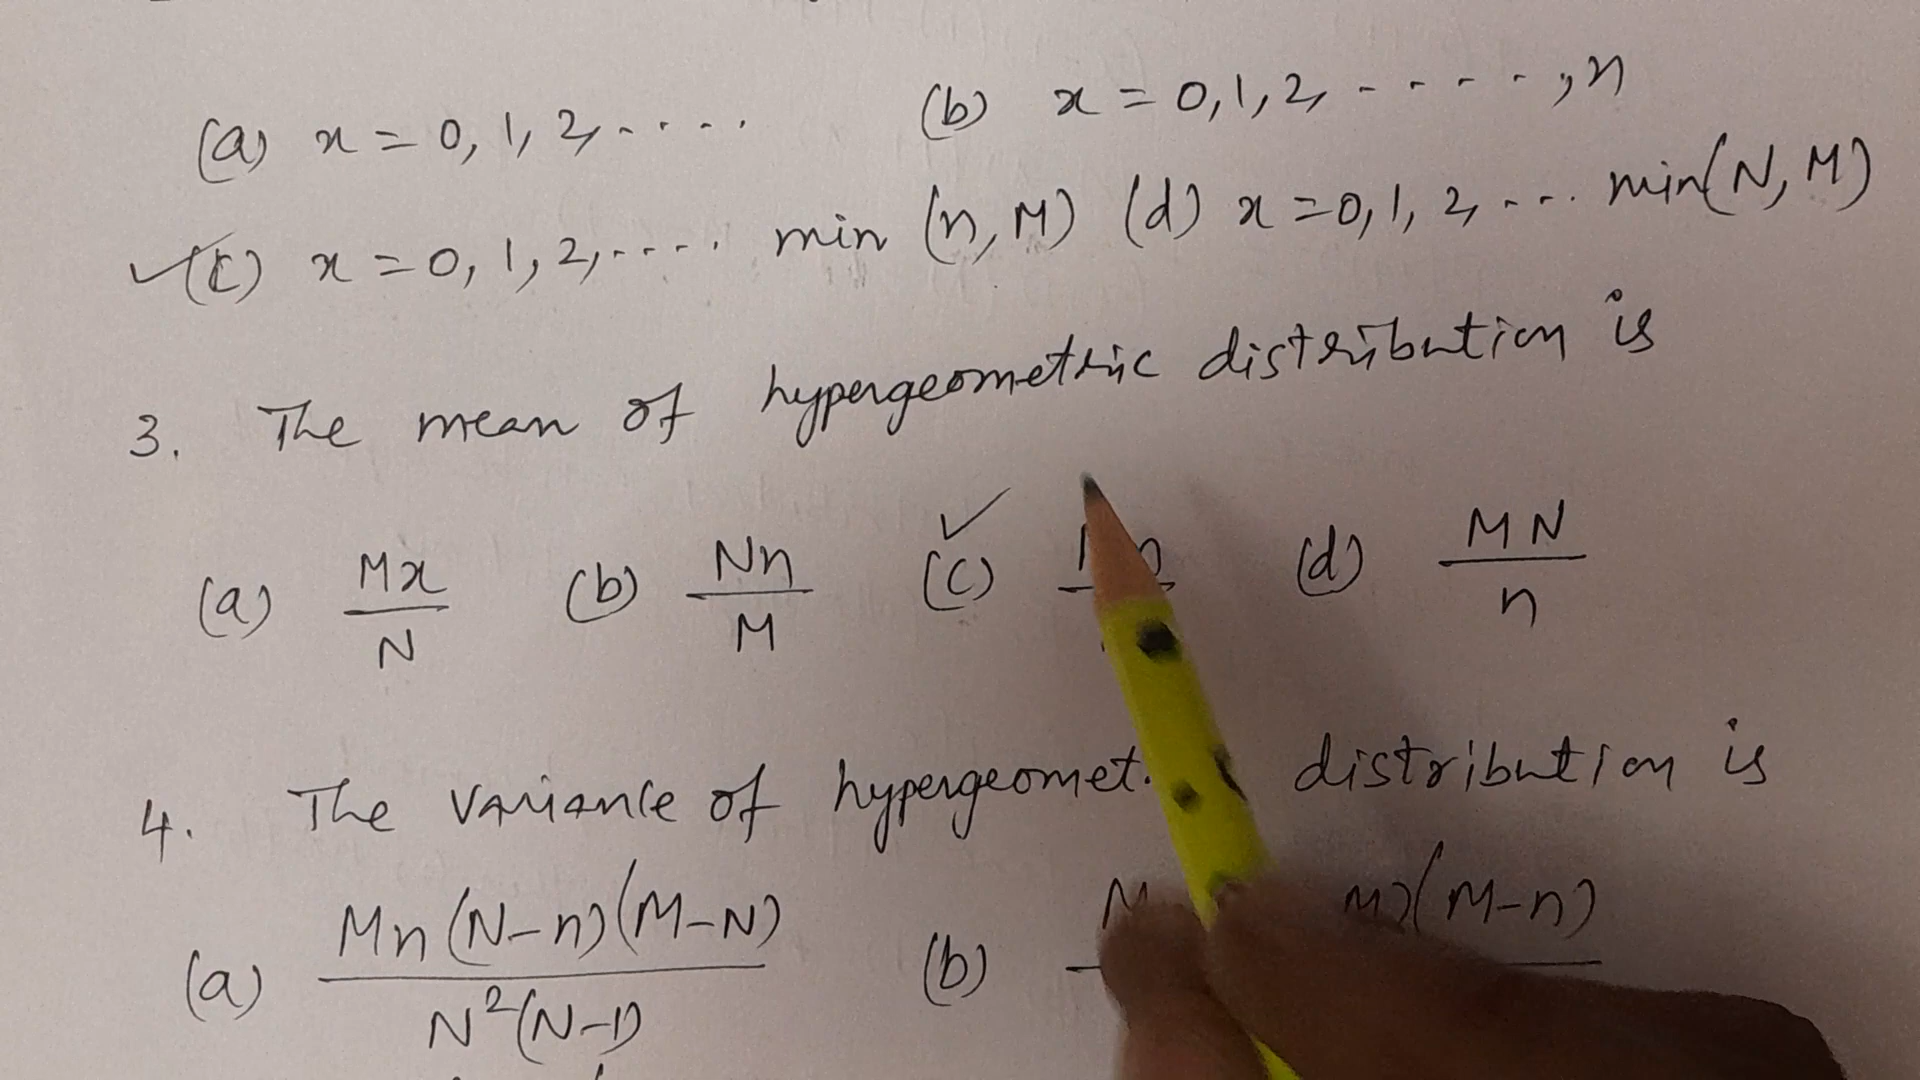 (a) x = 0, 1, 2, .... (b) x = 0, 1, 2, - - - - -, n
✓(c) x = 0, 1, 2, .... min (n, M) (d) x = 0, 1, 2, ... min(N, M)
3. The mean of hypergeometric distribution is
(a) Mx/N (b) Nn/M ✓(c) (d) MN/n
4. The variance of distribution is
(a) Mn(N-n)(M-N)/N²(N-1) (b) (M-n)